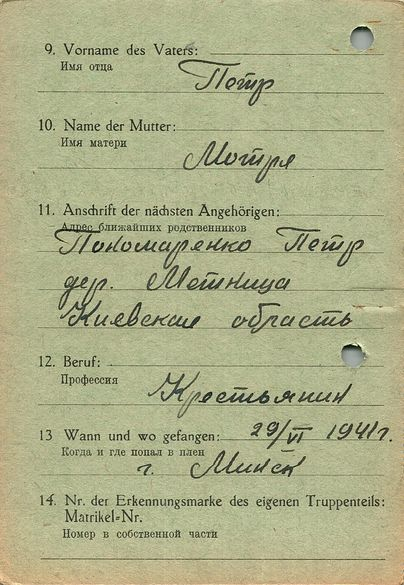 9. Vorname des Vaters:
Имя отца
Петр
10. Name der Mutter:
Имя матери
Мотря
11. Anschrift der nächsten Angehörigen:
Адрес ближайших родственников
Пономаренко Петр
дер. Метница
Киевская область
12. Beruf:
Профессия
Крестьянин
13 Wann und wo gefangen: 29/VI 1941г.
Когда и где попал в плен
г. Минск
14. Nr. der Erkennungsmarke des eigenen Truppenteils:
Matrikel-Nr.
Номер в собственной части